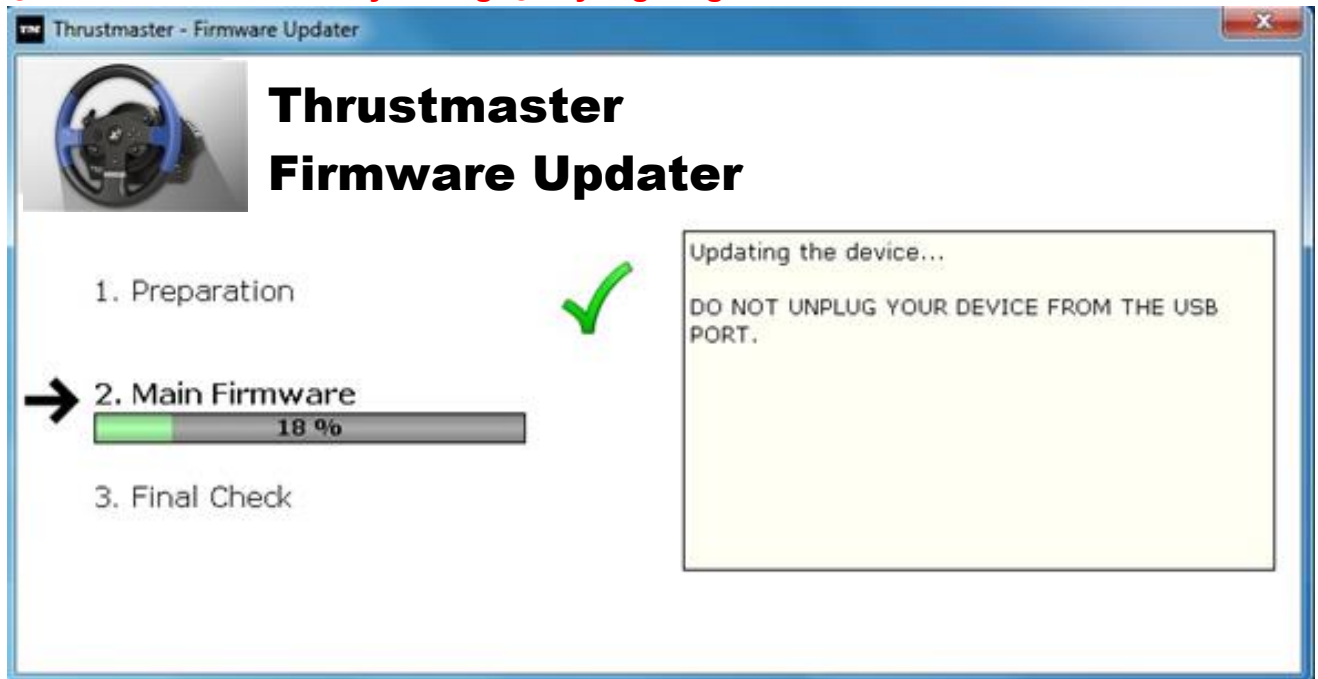 Thrustmaster - Firmware Updater
Thrustmaster
Firmware Updater
1. Preparation
2. Main Firmware
18 %
3. Final Check
Updating the device...
DO NOT UNPLUG YOUR DEVICE FROM THE USB
PORT.